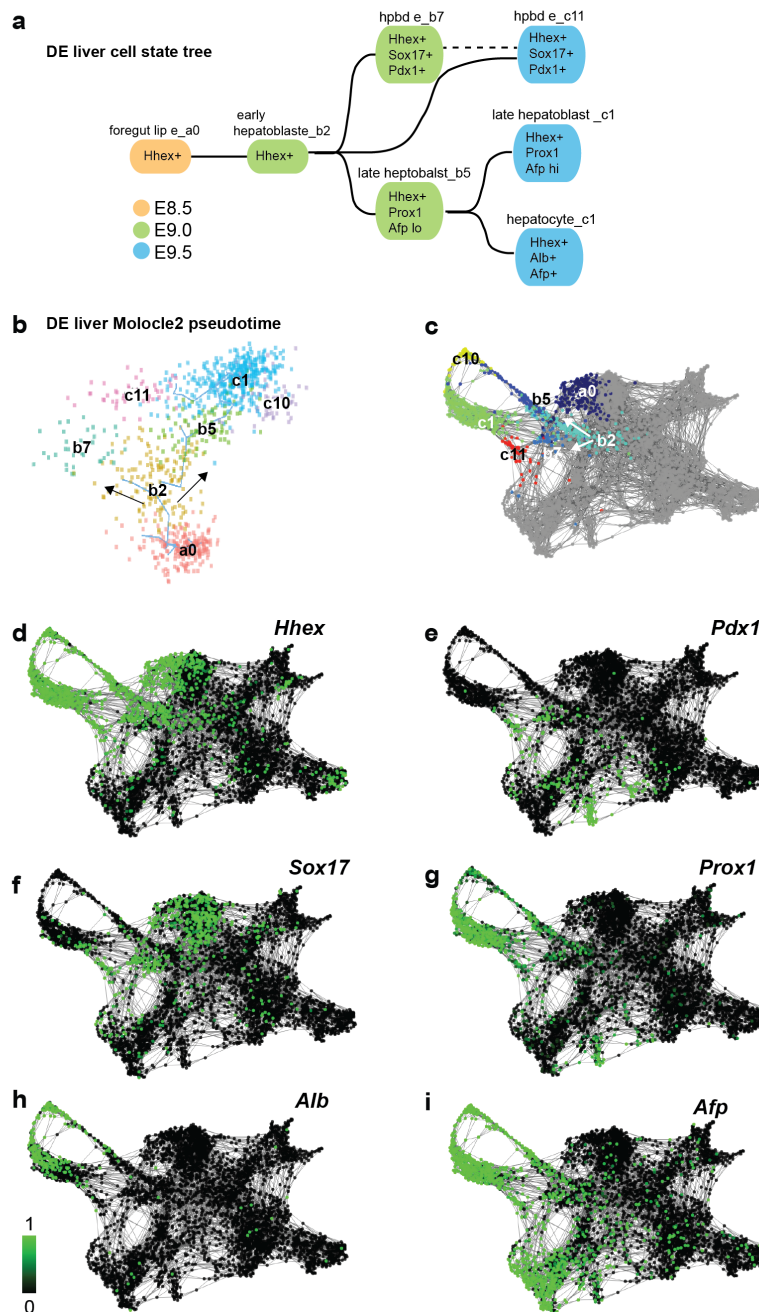 a
DE liver cell state tree
foregut lip e_a0
Hhex+
early
hepatoblaste_b2
Hhex+
hpbd e_b7
Hhex+
Sox17+
Pdx1+
hpbd e_c11
Hhex+
Sox17+
Pdx1+
late heptobalst_b5
Hhex+
Prox1
Afp lo
late hepatoblast _c1
Hhex+
Prox1
Afp hi
hepatocyte_c1
Hhex+
Alb+
Afp+
E8.5
E9.0
E9.5
b
DE liver Molocle2 pseudotime
c11
c1
c10
b7
b5
b2
a0
c
c10
a0
b5
c1
b2
b7
c11
d
Hhex
e
Pdx1
f
Sox17
g
Prox1
h
Alb
i
Afp
1
0